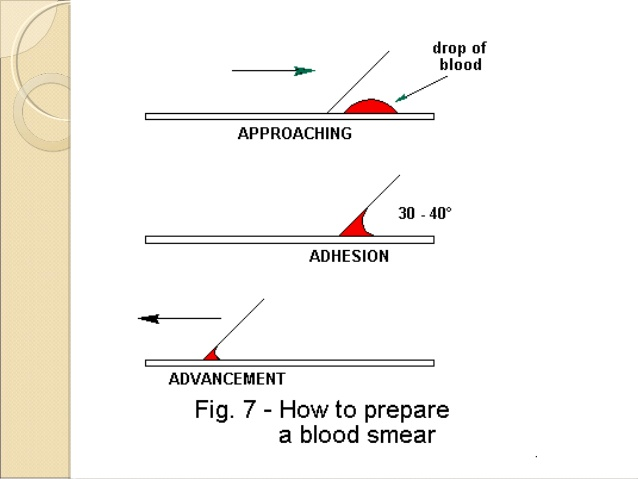 drop of
blood
APPROACHING
30 - 40°
ADHESION
ADVANCEMENT
Fig. 7 - How to prepare
a blood smear